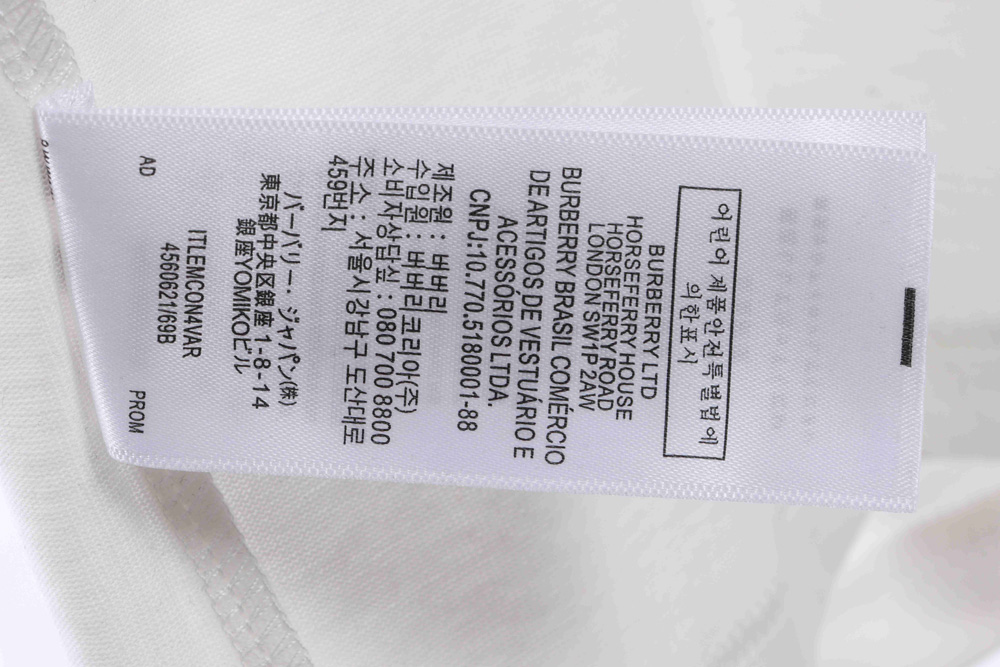 어린이 제품 안전 특별법에
의한 표시
BURBERRY LTD
HORSEFERRY HOUSE
HORSEFERRY ROAD
LONDON SW1P 2AW
BURBERRY BRASIL COMÉRCIO
DE ARTIGOS DE VESTUÁRIO E
ACESSÓRIOS LTDA.
CNPJ:10.770.5180001-88
제조원 : 버버리
수입원 : 버버리코리아(주)
소비자상담실 : 080 700 8800
주소 : 서울시 강남구 도산대로
459번지
バーバリー・ジャパン(株)
東京都中央区銀座 1-8-14
銀座YOMIKOビル
ITLEMCON4VAR
4560621/69B
AD PROM